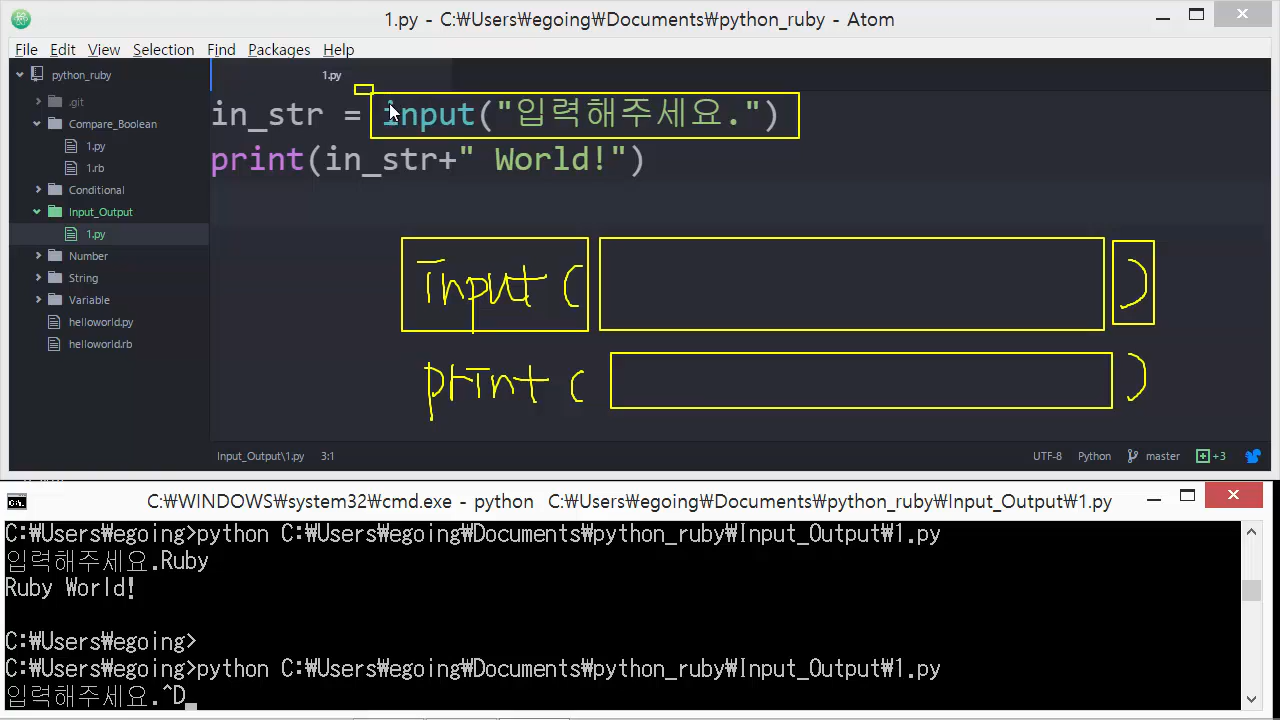 1.py - C:₩Users₩egoing₩Documents₩python_ruby - Atom
File Edit View Selection Find Packages Help
python_ruby
.git
Compare_Boolean
1.py
1.rb
Conditional
Input_Output
1.py
Number
String
Variable
helloworld.py
helloworld.rb
1.py
in_str = input("입력해주세요.")
print(in_str+" World!")
input ( )
print ( )
Input_Output\1.py 3:1 UTF-8 Python master +3
C:₩WINDOWS₩system32₩cmd.exe - python C:₩Users₩egoing₩Documents₩python_ruby₩Input_Output₩1.py
C:₩Users₩egoing>python C:₩Users₩egoing₩Documents₩python_ruby₩Input_Output₩1.py
입력해주세요.Ruby
Ruby World!
C:₩Users₩egoing>
C:₩Users₩egoing>python C:₩Users₩egoing₩Documents₩python_ruby₩Input_Output₩1.py
입력해주세요.^D